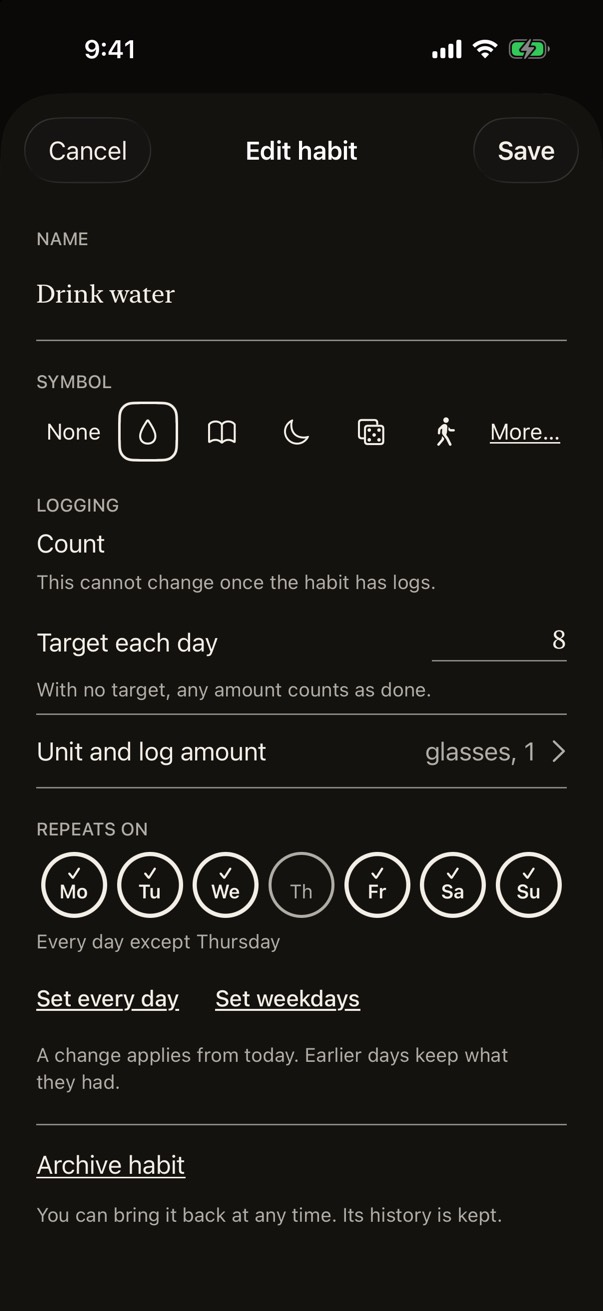 9:41
Cancel
Edit habit
Save
NAME
Drink water
SYMBOL
None
More...
LOGGING
Count
This cannot change once the habit has logs.
Target each day
8
With no target, any amount counts as done.
Unit and log amount
glasses, 1
REPEATS ON
Mo
Tu
We
Th
Fr
Sa
Su
Every day except Thursday
Set every day
Set weekdays
A change applies from today. Earlier days keep what
they had.
Archive habit
You can bring it back at any time. Its history is kept.